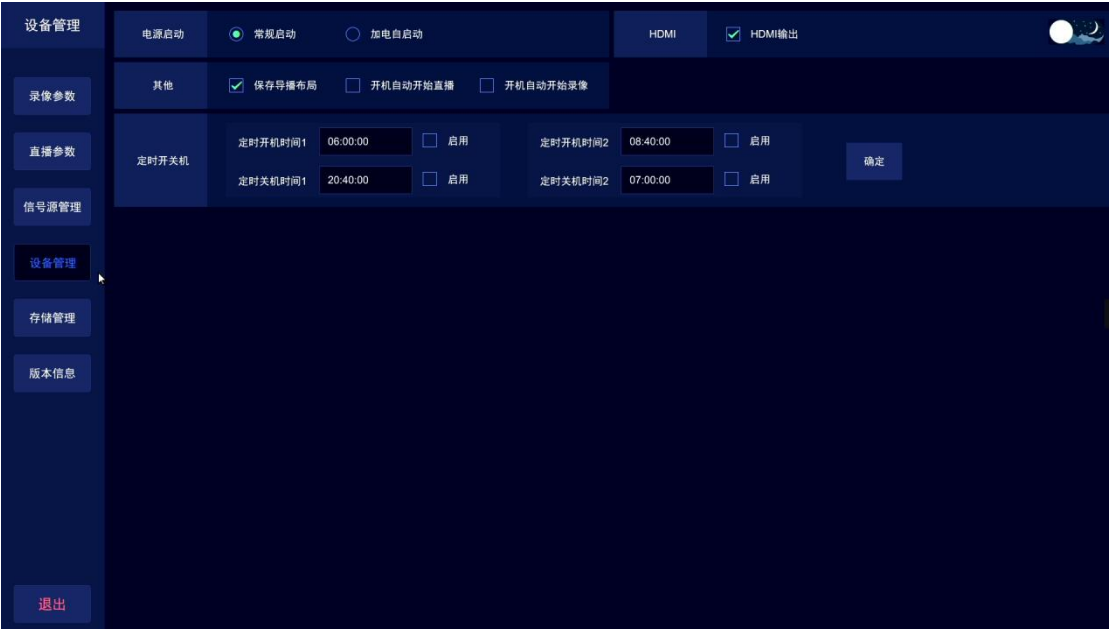 设备管理
电源启动 常规启动 加电自启动 HDMI HDMI输出
其他 保存导播布局 开机自动开始直播 开机自动开始录像
录像参数
定时开机时间1 06:00:00 启用 定时开机时间2 08:40:00 启用
直播参数
定时开关机 确定
定时关机时间1 20:40:00 启用 定时关机时间2 07:00:00 启用
信号源管理
设备管理
存储管理
版本信息
退出